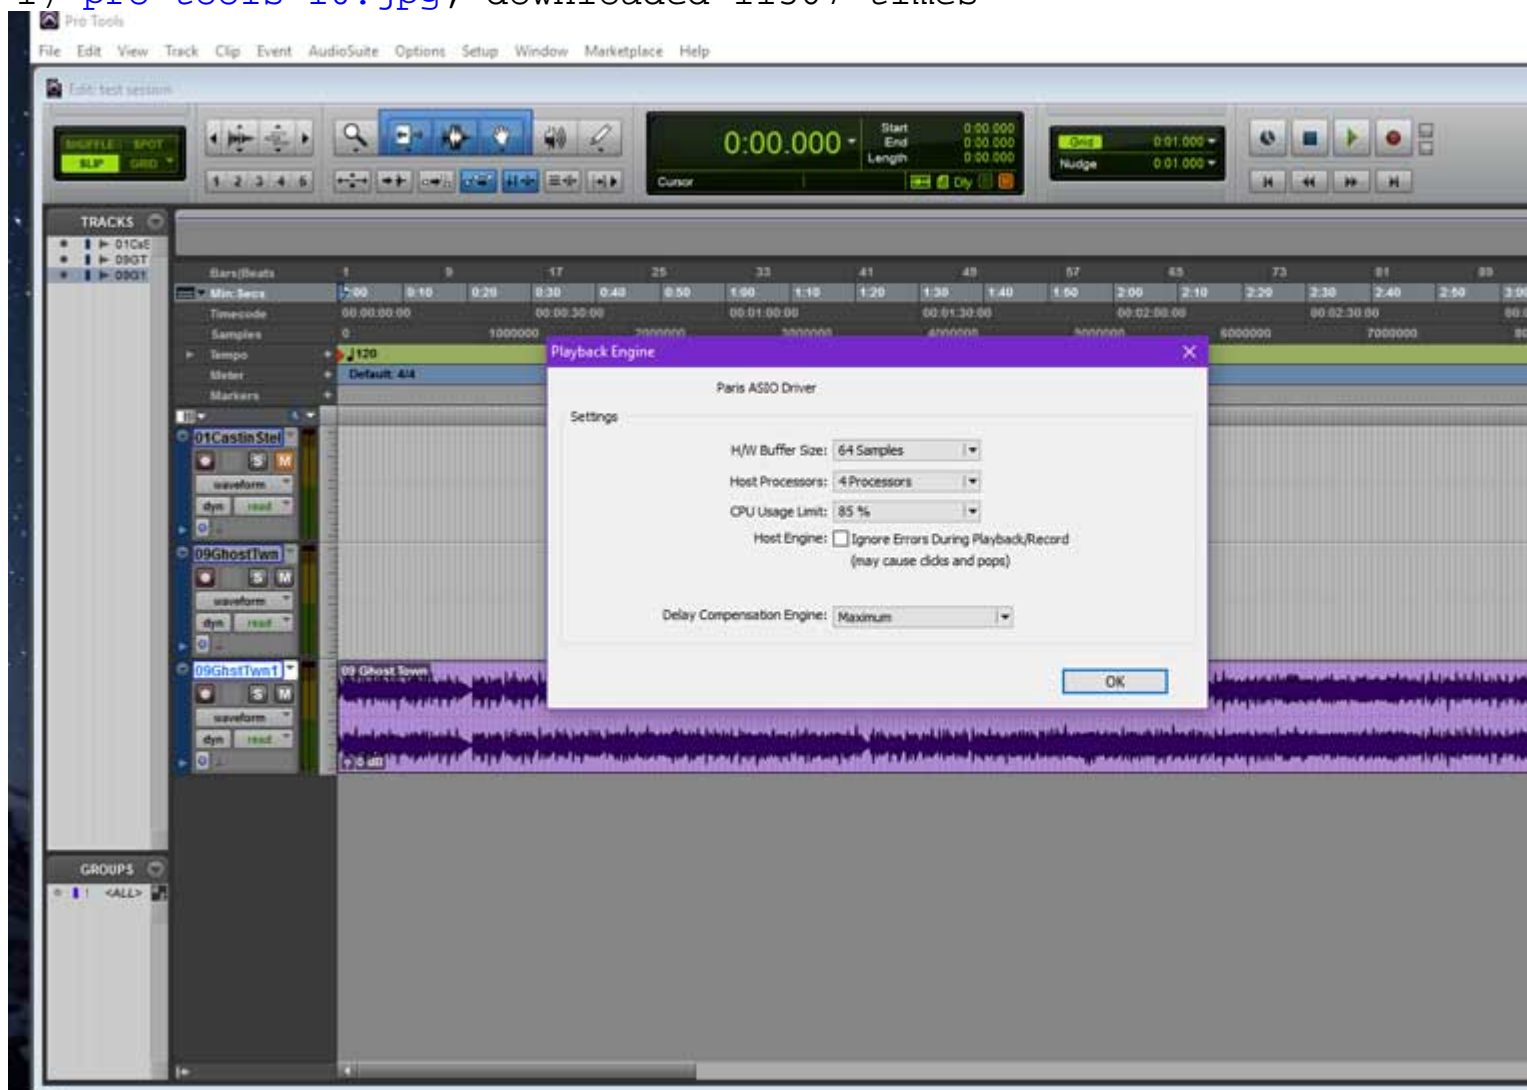 Pro Tools
File Edit View Track Clip Event AudioSuite Options Setup Window Marketplace Help
Edit: test session
SHUFFLE SPOT
SLIP GRID
1 2 3 4 5
0:00.000
Start 0:00.000
End 0:00.000
Length 0:00.000
Cursor
Dly
Grid 0:01.000
Nudge 0:01.000
TRACKS
01CaS
09GT
09GT
Bars|Beats 1 9 17 25 33 41 49 57 65 73 81 89
Min:Secs 0:00 0:10 0:20 0:30 0:40 0:50 1:00 1:10 1:20 1:30 1:40 1:50 2:00 2:10 2:20 2:30 2:40 2:50 3:00
Timecode 00:00:00:00 00:00:30:00 00:01:00:00 00:01:30:00 00:02:00:00 00:02:30:00
Samples 0 1000000 2000000 3000000 4000000 5000000 6000000 7000000
Tempo 120
Meter Default: 4/4
Markers
Playback Engine
Paris ASIO Driver
Settings
H/W Buffer Size: 64 Samples
Host Processors: 4 Processors
CPU Usage Limit: 85 %
Host Engine: Ignore Errors During Playback/Record
(may cause clicks and pops)
Delay Compensation Engine: Maximum
OK
01CastinStel
S M
waveform
dyn read
09GhostTwn
S M
waveform
dyn read
09GhstTwn1
S M
waveform
dyn read
09 Ghost Town
0 dB
GROUPS
! <ALL>